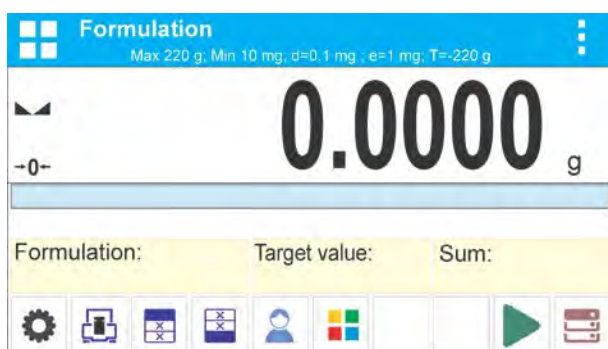 Formulation
Max 220 g; Min 10 mg; d=0.1 mg ; e=1 mg; T=-220 g
0.0000 g
→0←
Formulation: Target value: Sum: